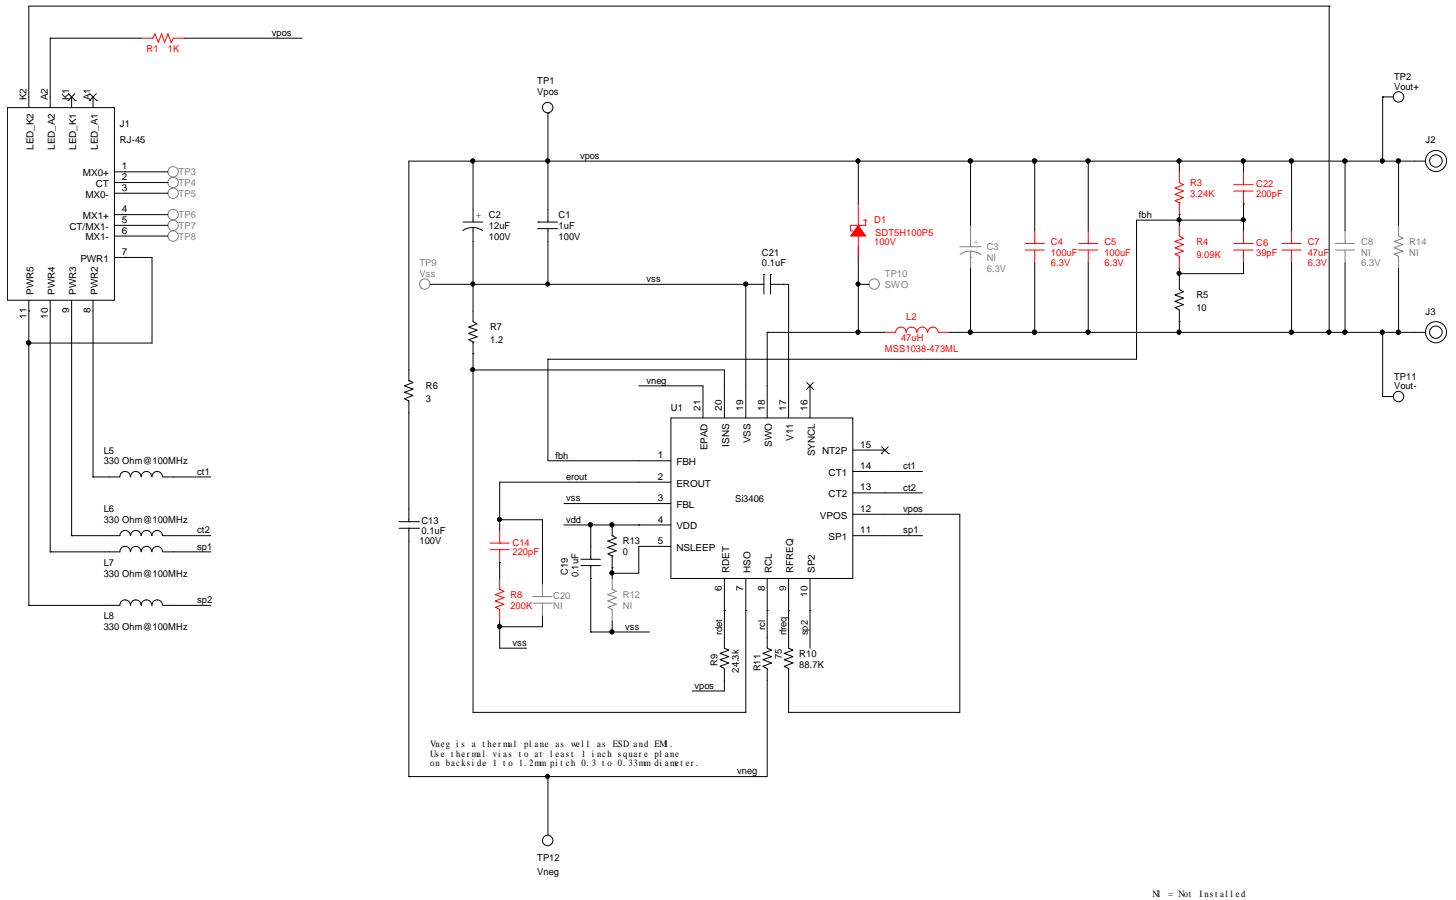 R1 1K
vpos
K2
A2
K1
A1
LED_K2
LED_A2
LED_K1
LED_A1
J1
RJ-45
MX0+ 1 TP3
CT 2 TP4
MX0- 3 TP5
MX1+ 4 TP6
CT/MX1- 5 TP7
MX1- 6 TP8
PWR1 7
PWR5
PWR4
PWR3
PWR2
11
10
9
8
L5
330 Ohm@100MHz
ct1
L6
330 Ohm@100MHz
ct2
sp1
L7
330 Ohm@100MHz
sp2
L8
330 Ohm@100MHz
TP1
Vpos
vpos
C2
12uF
100V
+
C1
1uF
100V
TP9
Vss
vss
C21
0.1uF
R7
1.2
R6
3
C13
0.1uF
100V
D1
SDT5H100P5
100V
TP10
SWO
L2
47uH
MSS1038-473ML
C3
NI
6.3V
+
C4
100uF
6.3V
C5
100uF
6.3V
fbh
R3
3.24K
C22
200pF
R4
9.09K
C6
39pF
R5
10
C7
47uF
6.3V
C8
NI
6.3V
R14
NI
TP2
Vout+
J2
J3
TP11
Vout-
vneg
U1
21
20
19
18
17
16
EPAD
ISNS
VSS
SWO
V11
SYNCL
Si3406
fbh 1 FBH
erout 2 EROUT
vss 3 FBL
vdd 4 VDD
5 NSLEEP
NT2P 15
CT1 14 ct1
CT2 13 ct2
VPOS 12 vpos
SP1 11 sp1
RDET
HSO
RCL
RFREQ
SP2
6
7
8
9
10
rdet
rcl
rfreq
sp2
C14
220pF
R8
200K
C20
NI
vss
C19
0.1uF
R13
0
R12
NI
vss
R9
24.3k
vpos
R11
75
R10
88.7K
Vneg is a thermal plane as well as ESD and EMI.
Use thermal vias to at least 1 inch square plane
on backside 1 to 1.2mm pitch 0.3 to 0.33mm diameter.
vneg
TP12
Vneg
NI = Not Installed